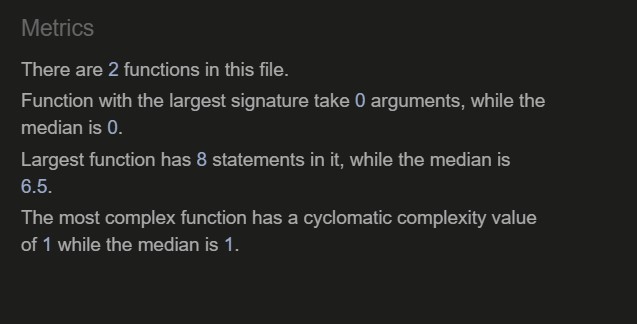 Metrics
There are 2 functions in this file.
Function with the largest signature take 0 arguments, while the
median is 0.
Largest function has 8 statements in it, while the median is
6.5.
The most complex function has a cyclomatic complexity value
of 1 while the median is 1.